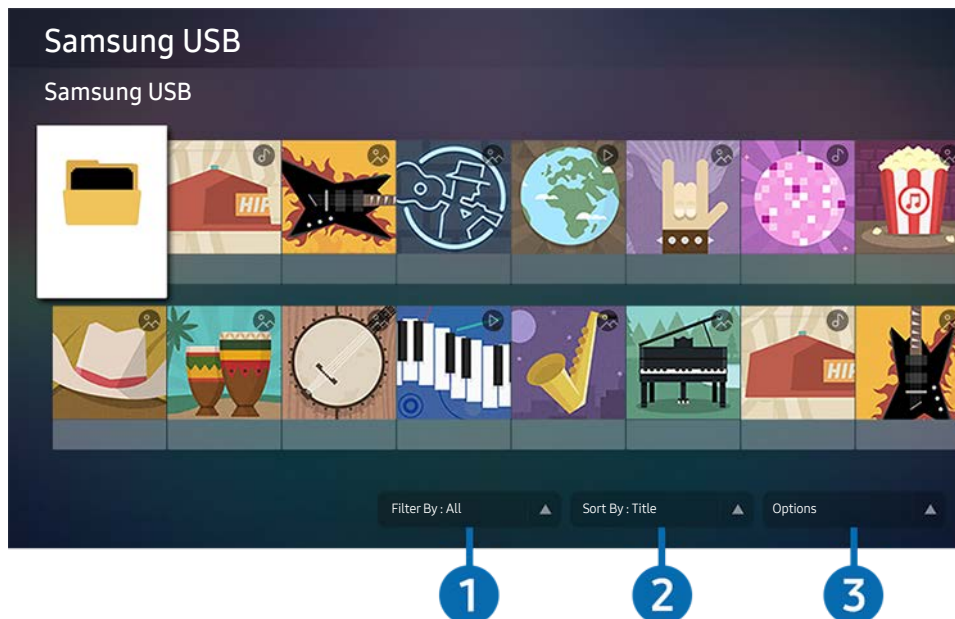 Samsung USB
Samsung USB
HIP
HIP
Filter By : All
Sort By : Title
Options
1
2
3